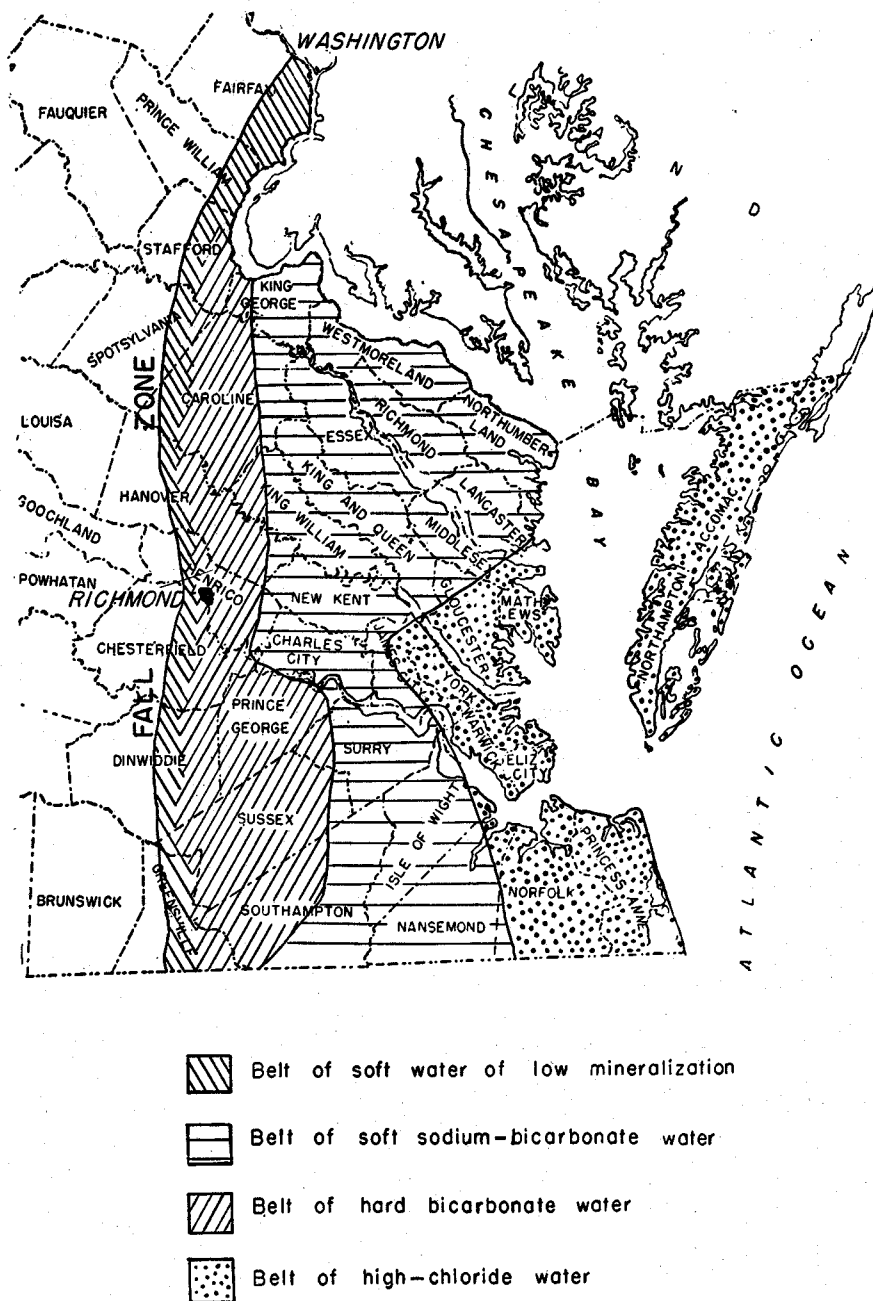 WASHINGTON
FAIRFAX
FAUQUIER
PRINCE WILLIAM
CHESAPEAKE
BAY
N
D
STAFFORD
KING
GEORGE
SPOTSYLVANIA
WESTMORELAND
CAROLINE
RICHMOND
NORTHUMBER
LAND
LOUISA
ESSEX
ZONE
HANOVER
KING AND QUEEN
LANCASTER
ACCOMAC
GOOCHLAND
KING WILLIAM
MIDDLESE
POWHATAN
HENRICO
RICHMOND
NEW KENT
GLOUCESTER
MATH
EWS
NORTHAMPTON
CHESTERFIELD
CHARLES
CITY
FALL
PRINCE
GEORGE
YORK
WARWICK
DINWIDDIE
SURRY
ELIZ
CITY
ATLANTIC OCEAN
SUSSEX
ISLE OF WIGHT
PRINCESS ANNE
BRUNSWICK
GREENSVILLE
SOUTHAMPTON
NORFOLK
NANSEMOND
Belt of soft water of low mineralization
Belt of soft sodium-bicarbonate water
Belt of hard bicarbonate water
Belt of high-chloride water